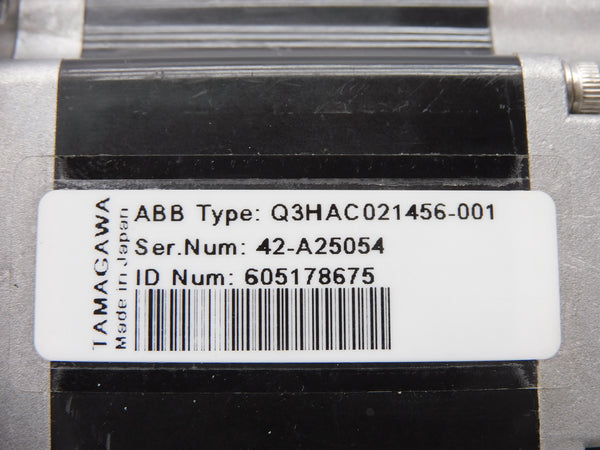 TAMAGAWA
Made in Japan
ABB Type: Q3HAC021456-001
Ser.Num: 42-A25054
ID Num: 605178675